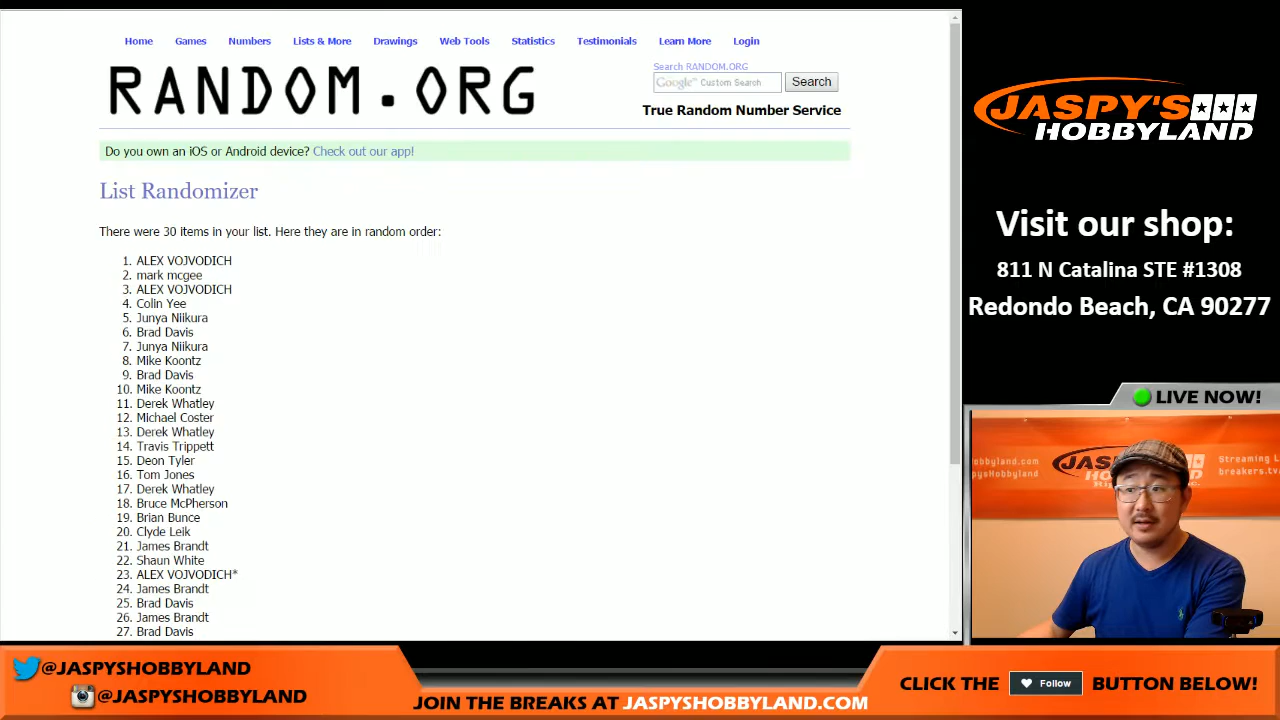 Home Games Numbers Lists & More Drawings Web Tools Statistics Testimonials Learn More Login
RANDOM.ORG
Search RANDOM.ORG
Google Custom Search Search
True Random Number Service
Do you own an iOS or Android device? Check out our app!
List Randomizer
There were 30 items in your list. Here they are in random order:
1. ALEX VOJVODICH
2. mark mcgee
3. ALEX VOJVODICH
4. Colin Yee
5. Junya Niikura
6. Brad Davis
7. Junya Niikura
8. Mike Koontz
9. Brad Davis
10. Mike Koontz
11. Derek Whatley
12. Michael Coster
13. Derek Whatley
14. Travis Trippett
15. Deon Tyler
16. Tom Jones
17. Derek Whatley
18. Bruce McPherson
19. Brian Bunce
20. Clyde Leik
21. James Brandt
22. Shaun White
23. ALEX VOJVODICH*
24. James Brandt
25. Brad Davis
26. James Brandt
27. Brad Davis
JASPY'S
HOBBYLAND
Visit our shop:
811 N Catalina STE #1308
Redondo Beach, CA 90277
LIVE NOW!
hobbyland.com
Streaming L
breakers.tv
@JASPYSHOBBYLAND
@JASPYSHOBBYLAND
JOIN THE BREAKS AT JASPYSHOBBYLAND.COM
CLICK THE Follow BUTTON BELOW!